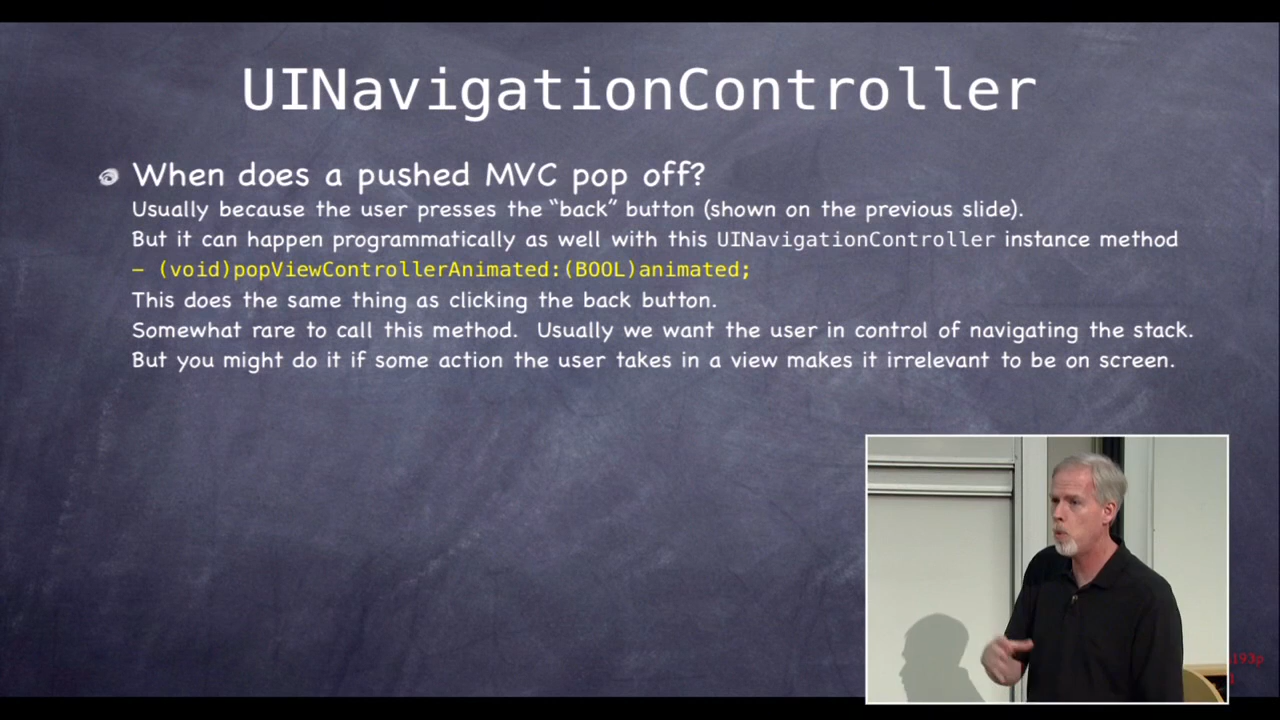 UINavigationController
When does a pushed MVC pop off?
Usually because the user presses the “back” button (shown on the previous slide).
But it can happen programmatically as well with this UINavigationController instance method
- (void)popViewControllerAnimated:(BOOL)animated;
This does the same thing as clicking the back button.
Somewhat rare to call this method.  Usually we want the user in control of navigating the stack.
But you might do it if some action the user takes in a view makes it irrelevant to be on screen.
193p